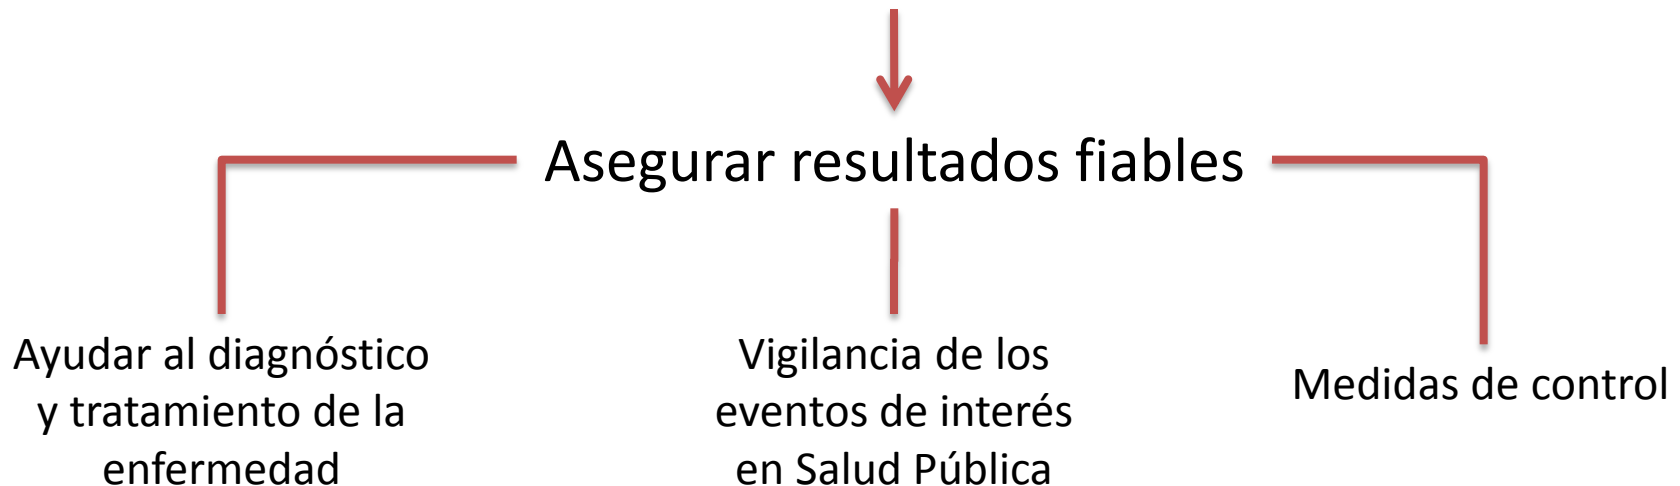 Asegurar resultados fiables
Ayudar al diagnóstico
y tratamiento de la
enfermedad
Vigilancia de los
eventos de interés
en Salud Pública
Medidas de control